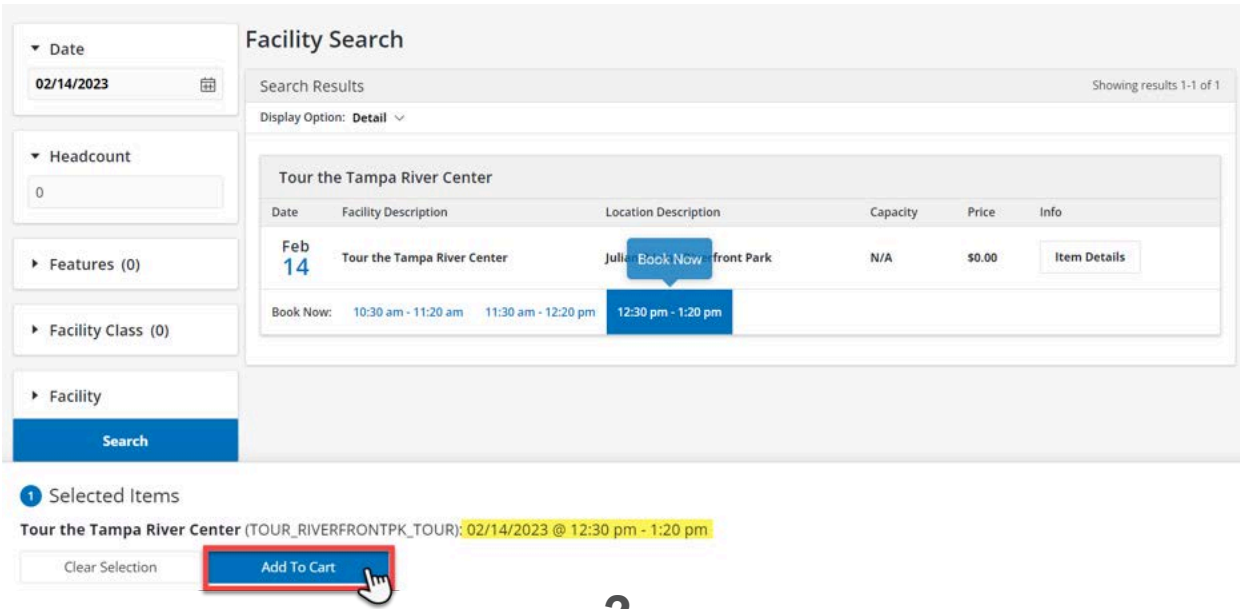 Date
02/14/2023
Headcount
0
Features (0)
Facility Class (0)
Facility
Search
Facility Search
Search Results Showing results 1-1 of 1
Display Option: Detail
Tour the Tampa River Center
Date Facility Description Location Description Capacity Price Info
Feb
14 Tour the Tampa River Center front Park N/A $0.00 Item Details
Book Now
Book Now: 10:30 am - 11:20 am 11:30 am - 12:20 pm 12:30 pm - 1:20 pm
1 Selected Items
Tour the Tampa River Center (TOUR_RIVERFRONTPK_TOUR): 02/14/2023 @ 12:30 pm - 1:20 pm
Clear Selection Add To Cart